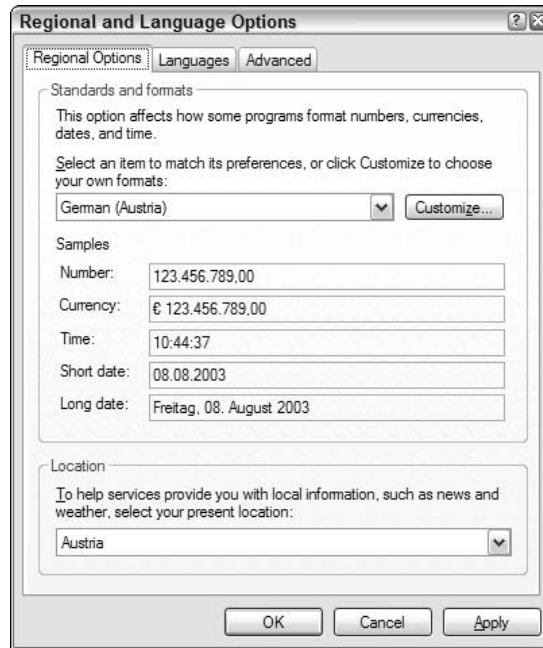 Regional and Language Options
Regional Options Languages Advanced
Standards and formats
This option affects how some programs format numbers, currencies,
dates, and time.
Select an item to match its preferences, or click Customize to choose
your own formats:
German (Austria) Customize...
Samples
Number: 123.456.789,00
Currency: € 123.456.789,00
Time: 10:44:37
Short date: 08.08.2003
Long date: Freitag, 08. August 2003
Location
To help services provide you with local information, such as news and
weather, select your present location:
Austria
OK Cancel Apply